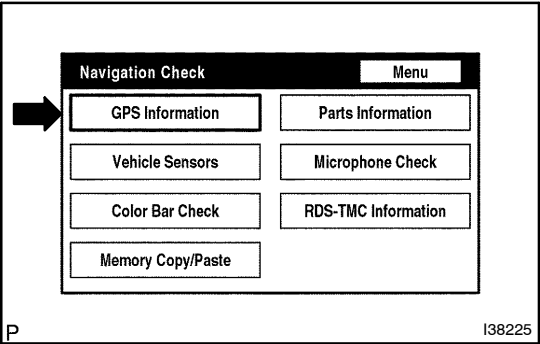 Navigation Check
Menu
GPS Information
Parts Information
Vehicle Sensors
Microphone Check
Color Bar Check
RDS-TMC Information
Memory Copy/Paste
P
I38225